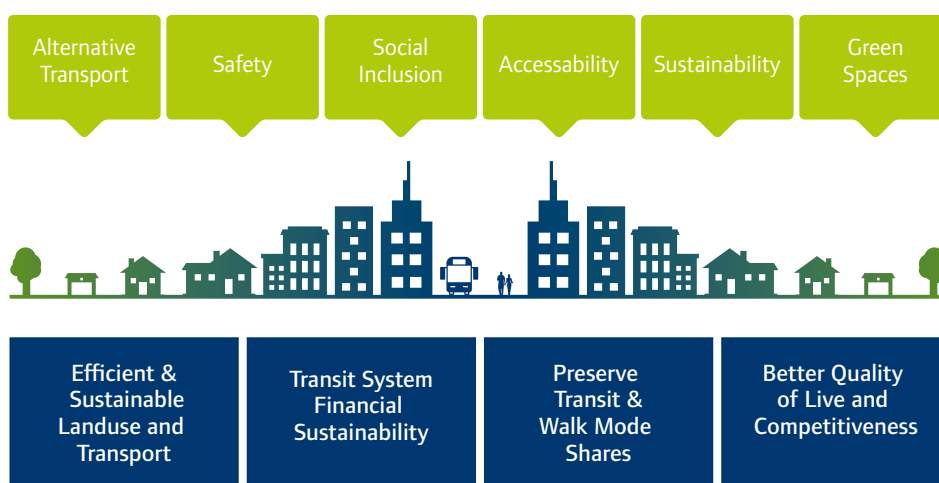 Alternative
Transport
Safety
Social
Inclusion
Accessability
Sustainability
Green
Spaces
Efficient &
Sustainable
Landuse and
Transport
Transit System
Financial
Sustainability
Preserve
Transit &
Walk Mode
Shares
Better Quality
of Live and
Competitiveness